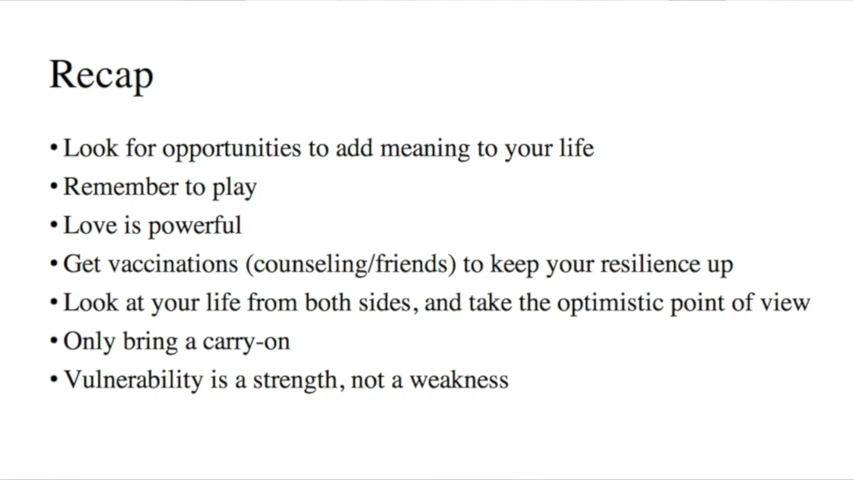 Recap
• Look for opportunities to add meaning to your life
• Remember to play
• Love is powerful
• Get vaccinations (counseling/friends) to keep your resilience up
• Look at your life from both sides, and take the optimistic point of view
• Only bring a carry-on
• Vulnerability is a strength, not a weakness